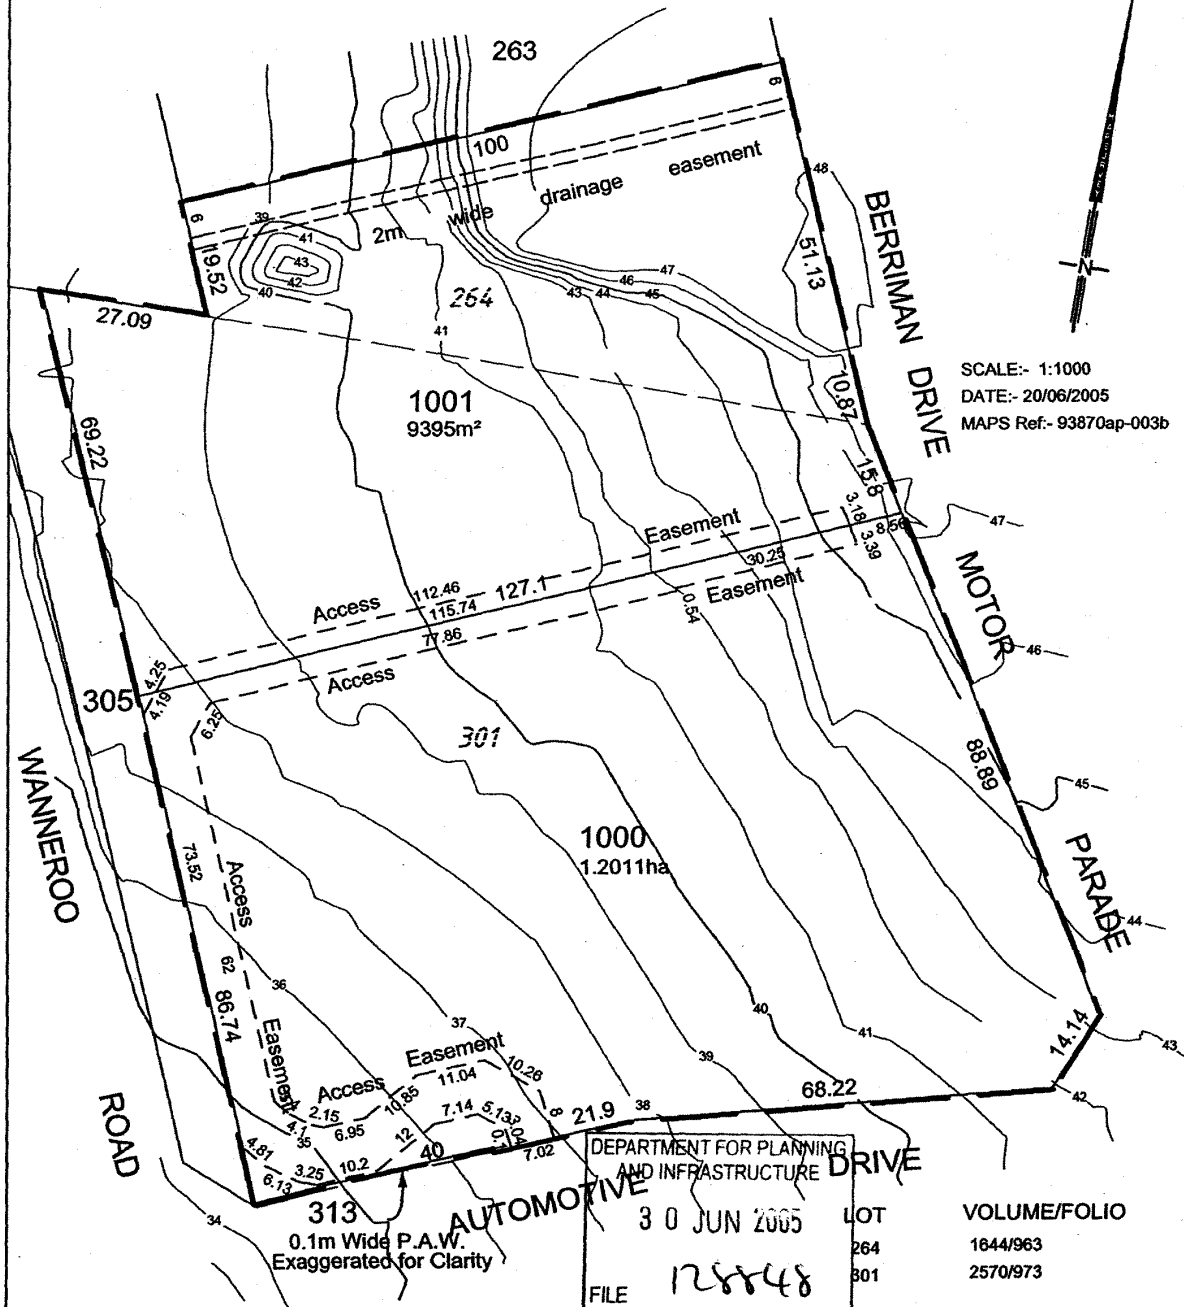 263
6
100
easement
drainage
wide
2m
6
39
41
43
42
40
19.52
48
51.13
BERRIMAN DRIVE
N
27.09
264
47
46
45
44
43
41
10.87
SCALE:- 1:1000
DATE:- 20/06/2005
MAPS Ref:- 93870ap-003b
1001
9395m²
69.22
15.8
3.18
8.56
3.39
47
Easement
30.25
Easement
MOTOR
112.46
127.1
115.74
77.86
Access
Access
0.54
46
4.25
4.19
305
6.25
301
88.89
45
WANNEROO
1000
1.2011ha
73.52
Access
PARADE
44
62
86.74
36
37
40
41
39
14.14
43
Easement
Easement
10.26
11.04
Access
10.85
2.15
6.95
4.1
35
7.14
5.13
3.04
8
21.9
38
68.22
42
ROAD
4.81
6.13
3.25
10.2
12
40
7.02
34
313
0.1m Wide P.A.W.
Exaggerated for Clarity
AUTOMOTIVE DRIVE
DEPARTMENT FOR PLANNING
AND INFRASTRUCTURE
30 JUN 2005
FILE 128848
LOT VOLUME/FOLIO
264 1644/963
301 2570/973